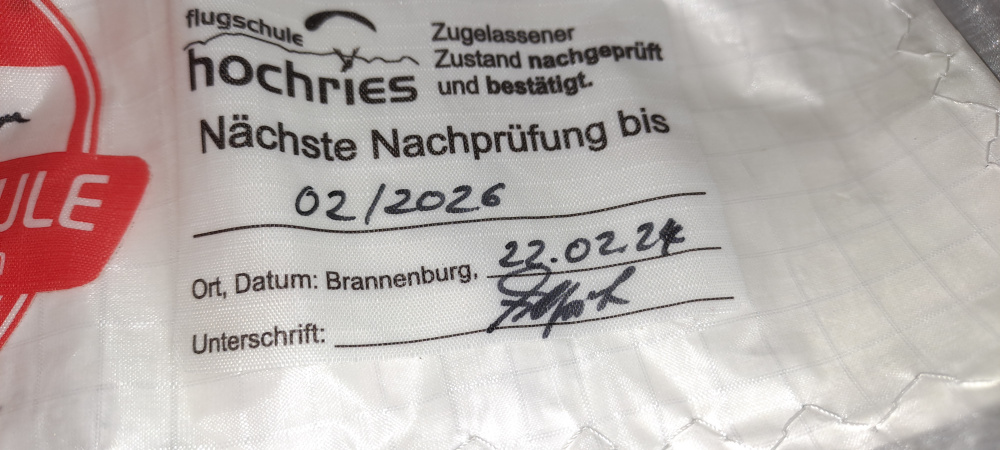 flugschule
hochries
Zugelassener
Zustand nachgeprüft
und bestätigt.
Nächste Nachprüfung bis
02/2026
Ort, Datum: Brannenburg, 22.02.24
Unterschrift:
ULE